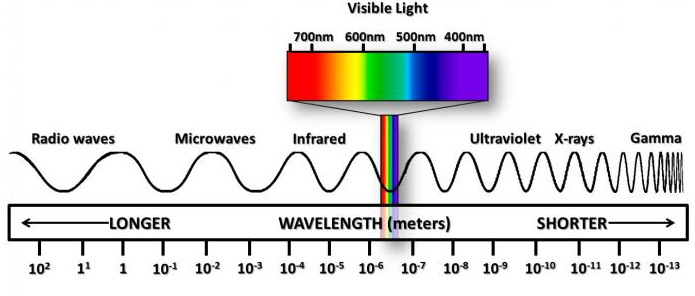 Visible Light
700nm 600nm 500nm 400nm
Radio waves Microwaves Infrared Ultraviolet X-rays Gamma
LONGER WAVELENGTH (meters) SHORTER
10² 1¹ 1 10⁻¹ 10⁻² 10⁻³ 10⁻⁴ 10⁻⁵ 10⁻⁶ 10⁻⁷ 10⁻⁸ 10⁻⁹ 10⁻¹⁰ 10⁻¹¹ 10⁻¹² 10⁻¹³